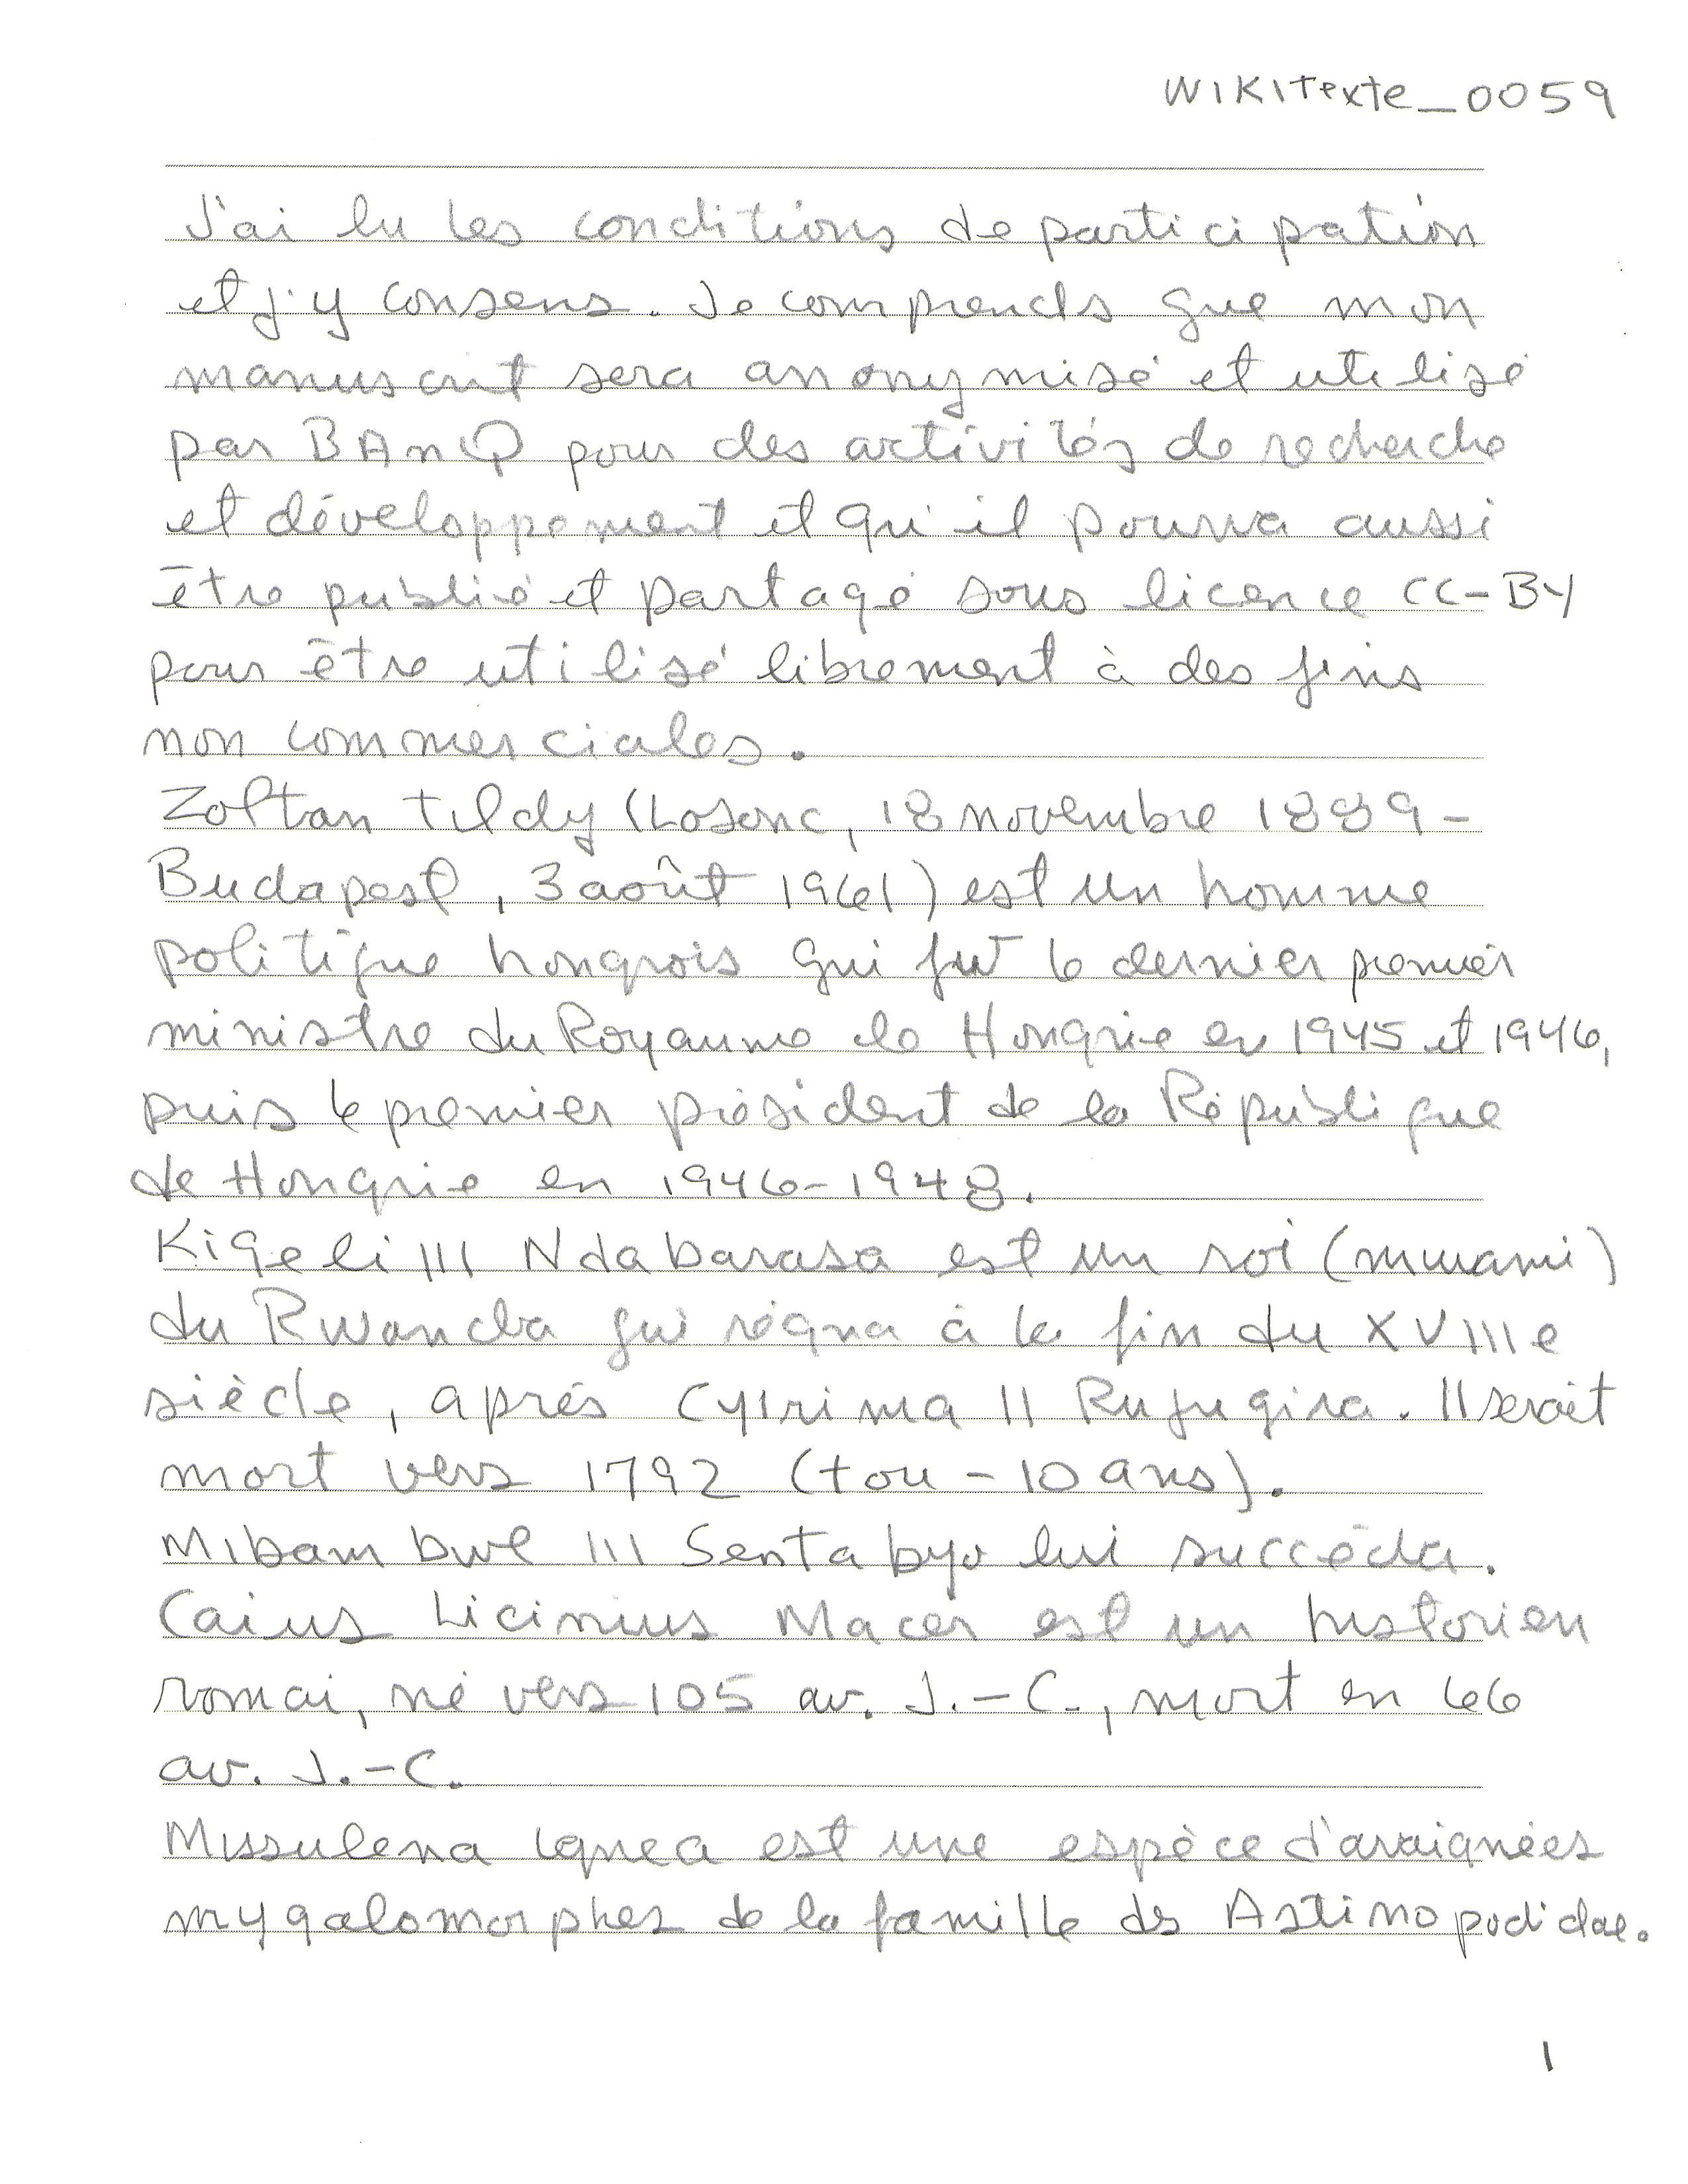 WIKITexte_0059
J'ai lu les conditions de participation
et j'y consens. Je comprends que mon
manuscrit sera anonymisé et utilisé
par BAnQ pour des activités de recherche
et développement et qu'il pourra aussi
être publié et partagé sous licence CC-BY
pour être utilisé librement à des fins
non commerciales.
Zoltan Tildy (Losonc, 18 novembre 1889-
Budapest, 3 août 1961) est un homme
politique hongrois qui fut le dernier premier
ministre du Royaume de Hongrie en 1945 et 1946,
puis le premier président de la République
de Hongrie en 1946-1948.
Kigeli III Ndabarasa est un roi (mwami)
du Rwanda qui régna à la fin du XVIIIe
siècle, après Cyirima II Rujugira. Il serait
mort vers 1792 (+ ou - 10 ans).
Mibambwe III Sentabyo lui succéda.
Caius Licinius Macer est un historien
romai, né vers 105 av. J.-C., mort en 66
av. J.-C.
Missulena ignea est une espèce d'araignées
mygalomorphes de la famille des Astinopodidae.
1